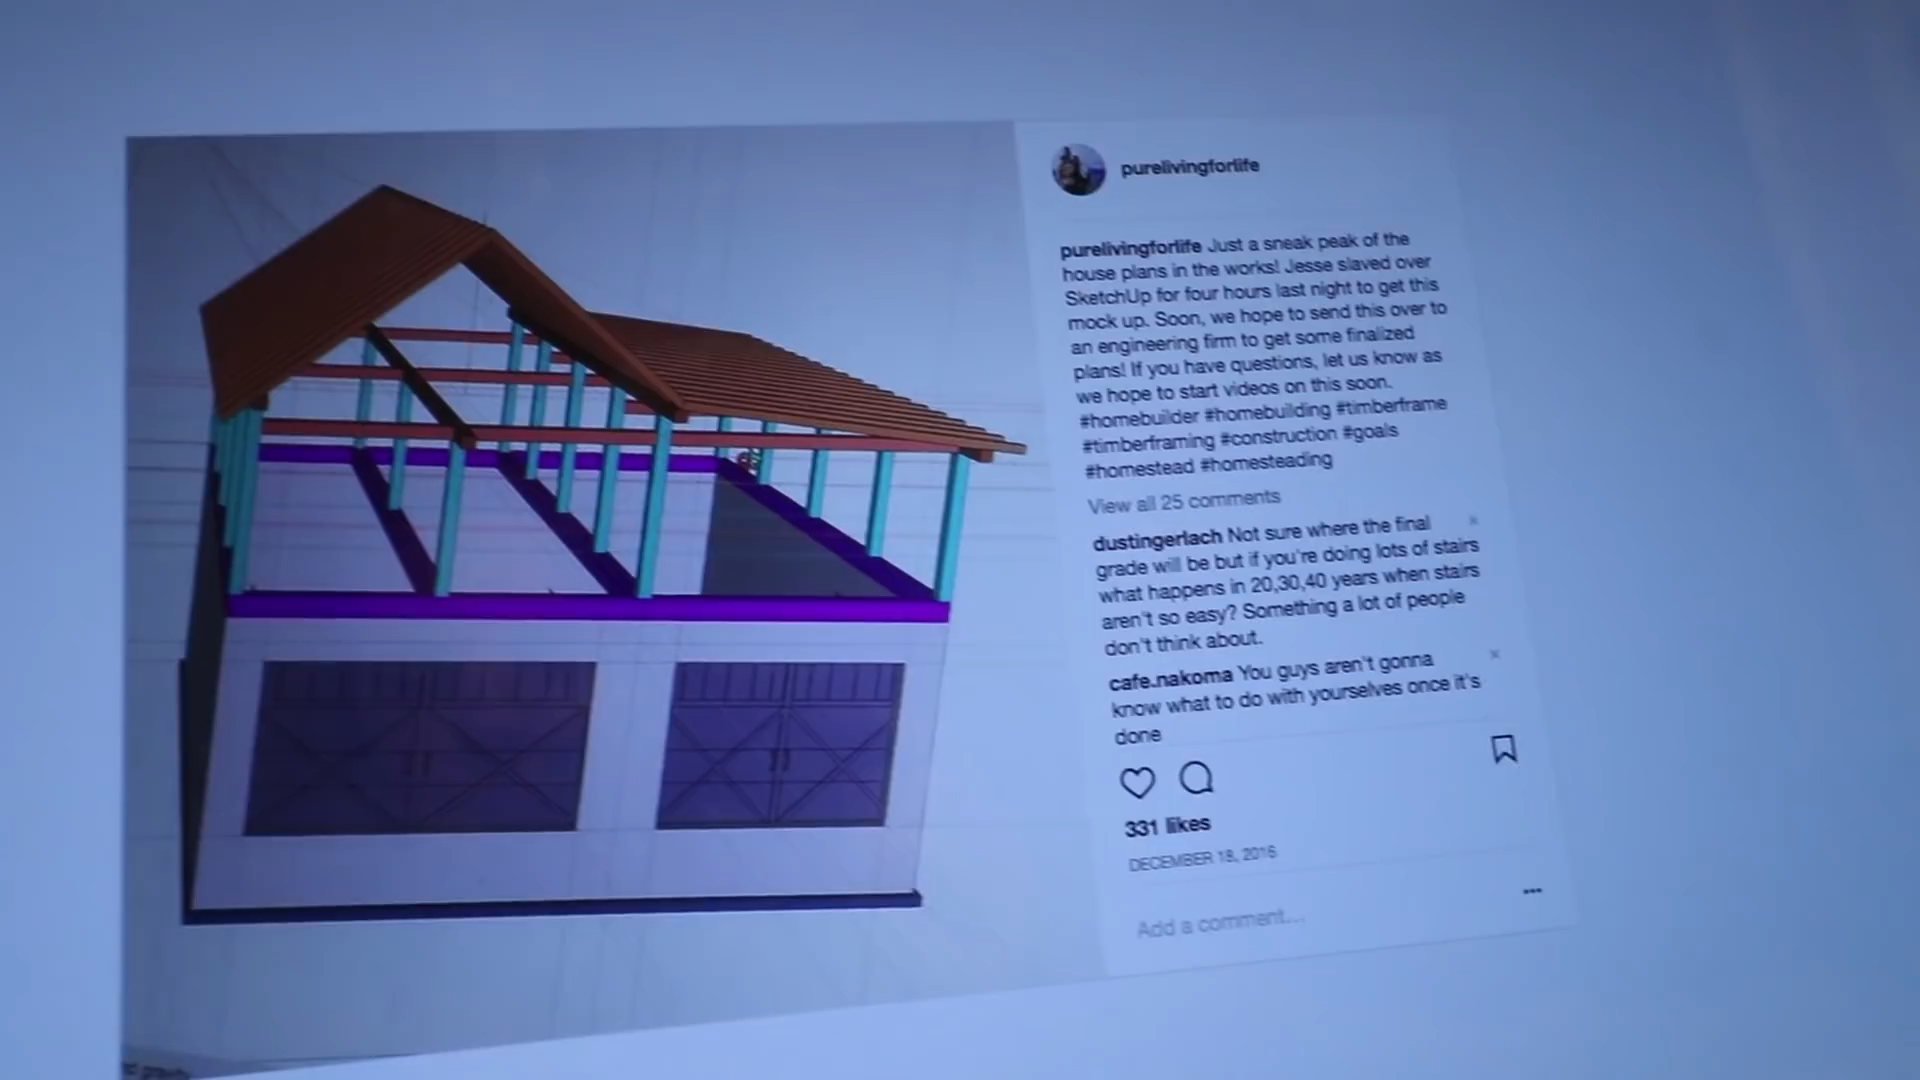 purelivingforlife
purelivingforlife Just a sneak peak of the
house plans in the works! Jesse slaved over
SketchUp for four hours last night to get this
mock up. Soon, we hope to send this over to
an engineering firm to get some finalized
plans! If you have questions, let us know as
we hope to start videos on this soon.
#homebuilder #homebuilding #timberframe
#timberframing #construction #goals
#homestead #homesteading
View all 25 comments
dustingerlach Not sure where the final
grade will be but if you're doing lots of stairs
what happens in 20,30,40 years when stairs
aren't so easy? Something a lot of people
don't think about.
cafe.nakoma You guys aren't gonna
know what to do with yourselves once it's
done
331 likes
DECEMBER 18, 2016
Add a comment...